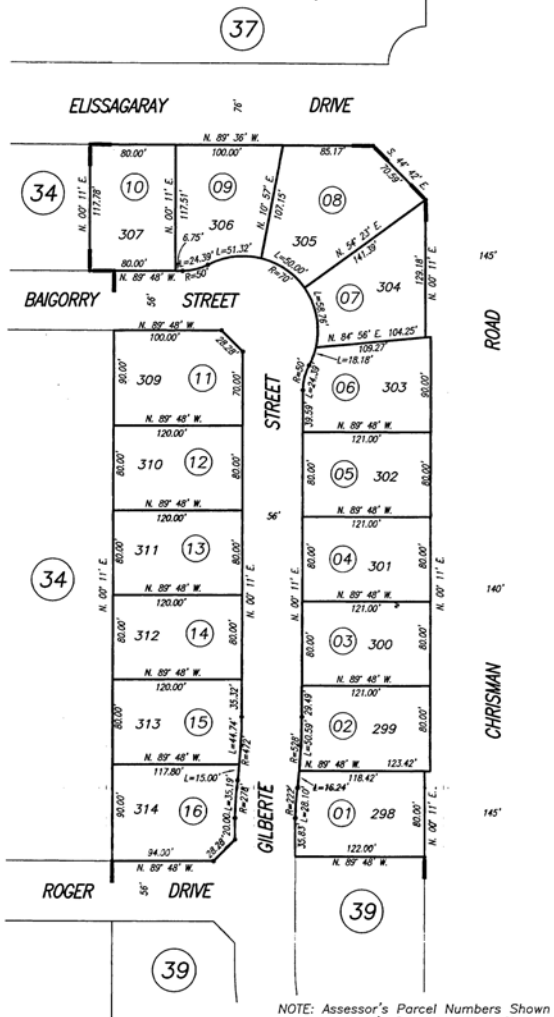 37
ELISSAGARAY 76' DRIVE
N. 89° 36' W.
80.00' 100.00' 85.17'
S. 44° 42' E.
70.59'
34
N. 00° 11' E.
117.78'
10
307
80.00'
N. 00° 11' E.
117.51'
09
306
6.75'
L=24.39'
L=51.32'
R=50'
N. 10° 57' E.
107.15'
08
305
L=50.00'
R=70'
N. 54° 23' E.
141.39'
N. 89° 48' W.
BAIGORRY 56' STREET
07
304
L=58.76'
129.18'
N. 00° 11' E.
145'
ROAD
N. 84° 56' E. 104.25'
109.27'
L=18.18'
R=50'
L=24.39'
39.59'
06
303
90.00'
N. 89° 48' W.
121.00'
N. 89° 48' W.
100.00'
28.28'
90.00'
309
11
70.00'
N. 89° 48' W.
120.00'
STREET
56'
80.00'
310
12
80.00'
N. 89° 48' W.
120.00'
80.00'
05
302
80.00'
N. 89° 48' W.
121.00'
80.00'
311
13
80.00'
N. 89° 48' W.
120.00'
80.00'
04
301
80.00'
N. 89° 48' W.
121.00'
34
N. 00° 11' E.
N. 00° 11' E.
N. 00° 11' E.
N. 00° 11' E.
140'
80.00'
312
14
80.00'
N. 89° 48' W.
120.00'
80.00'
03
300
80.00'
N. 89° 48' W.
121.00'
CHRISMAN
80.00'
313
15
35.32'
L=44.74'
R=472'
N. 89° 48' W.
117.80'
L=15.00'
29.49'
L=50.59'
R=528'
02
299
80.00'
N. 89° 48' W. 123.42'
118.42'
L=16.24'
90.00'
314
16
L=35.19'
R=278'
20.00'
28.28'
94.00'
N. 89° 48' W.
GILBERTE
R=222'
L=28.10'
35.83'
01
298
80.00'
N. 00° 11' E.
145'
122.00'
N. 89° 48' W.
ROGER 56' DRIVE
39
39
NOTE: Assessor's Parcel Numbers Shown